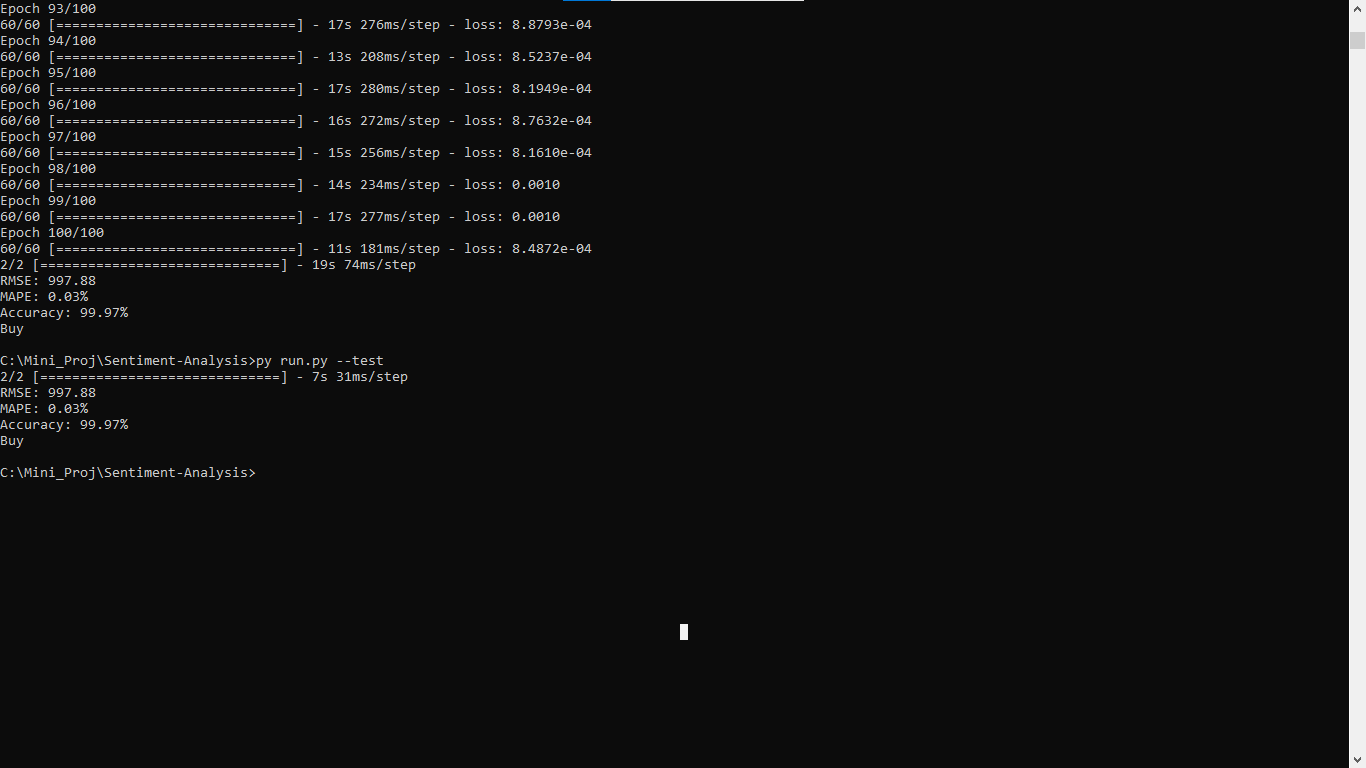 Epoch 93/100
60/60 [==============================] - 17s 276ms/step - loss: 8.8793e-04
Epoch 94/100
60/60 [==============================] - 13s 208ms/step - loss: 8.5237e-04
Epoch 95/100
60/60 [==============================] - 17s 280ms/step - loss: 8.1949e-04
Epoch 96/100
60/60 [==============================] - 16s 272ms/step - loss: 8.7632e-04
Epoch 97/100
60/60 [==============================] - 15s 256ms/step - loss: 8.1610e-04
Epoch 98/100
60/60 [==============================] - 14s 234ms/step - loss: 0.0010
Epoch 99/100
60/60 [==============================] - 17s 277ms/step - loss: 0.0010
Epoch 100/100
60/60 [==============================] - 11s 181ms/step - loss: 8.4872e-04
2/2 [==============================] - 19s 74ms/step
RMSE: 997.88
MAPE: 0.03%
Accuracy: 99.97%
Buy
C:\Mini_Proj\Sentiment-Analysis>py run.py --test
2/2 [==============================] - 7s 31ms/step
RMSE: 997.88
MAPE: 0.03%
Accuracy: 99.97%
Buy
C:\Mini_Proj\Sentiment-Analysis>